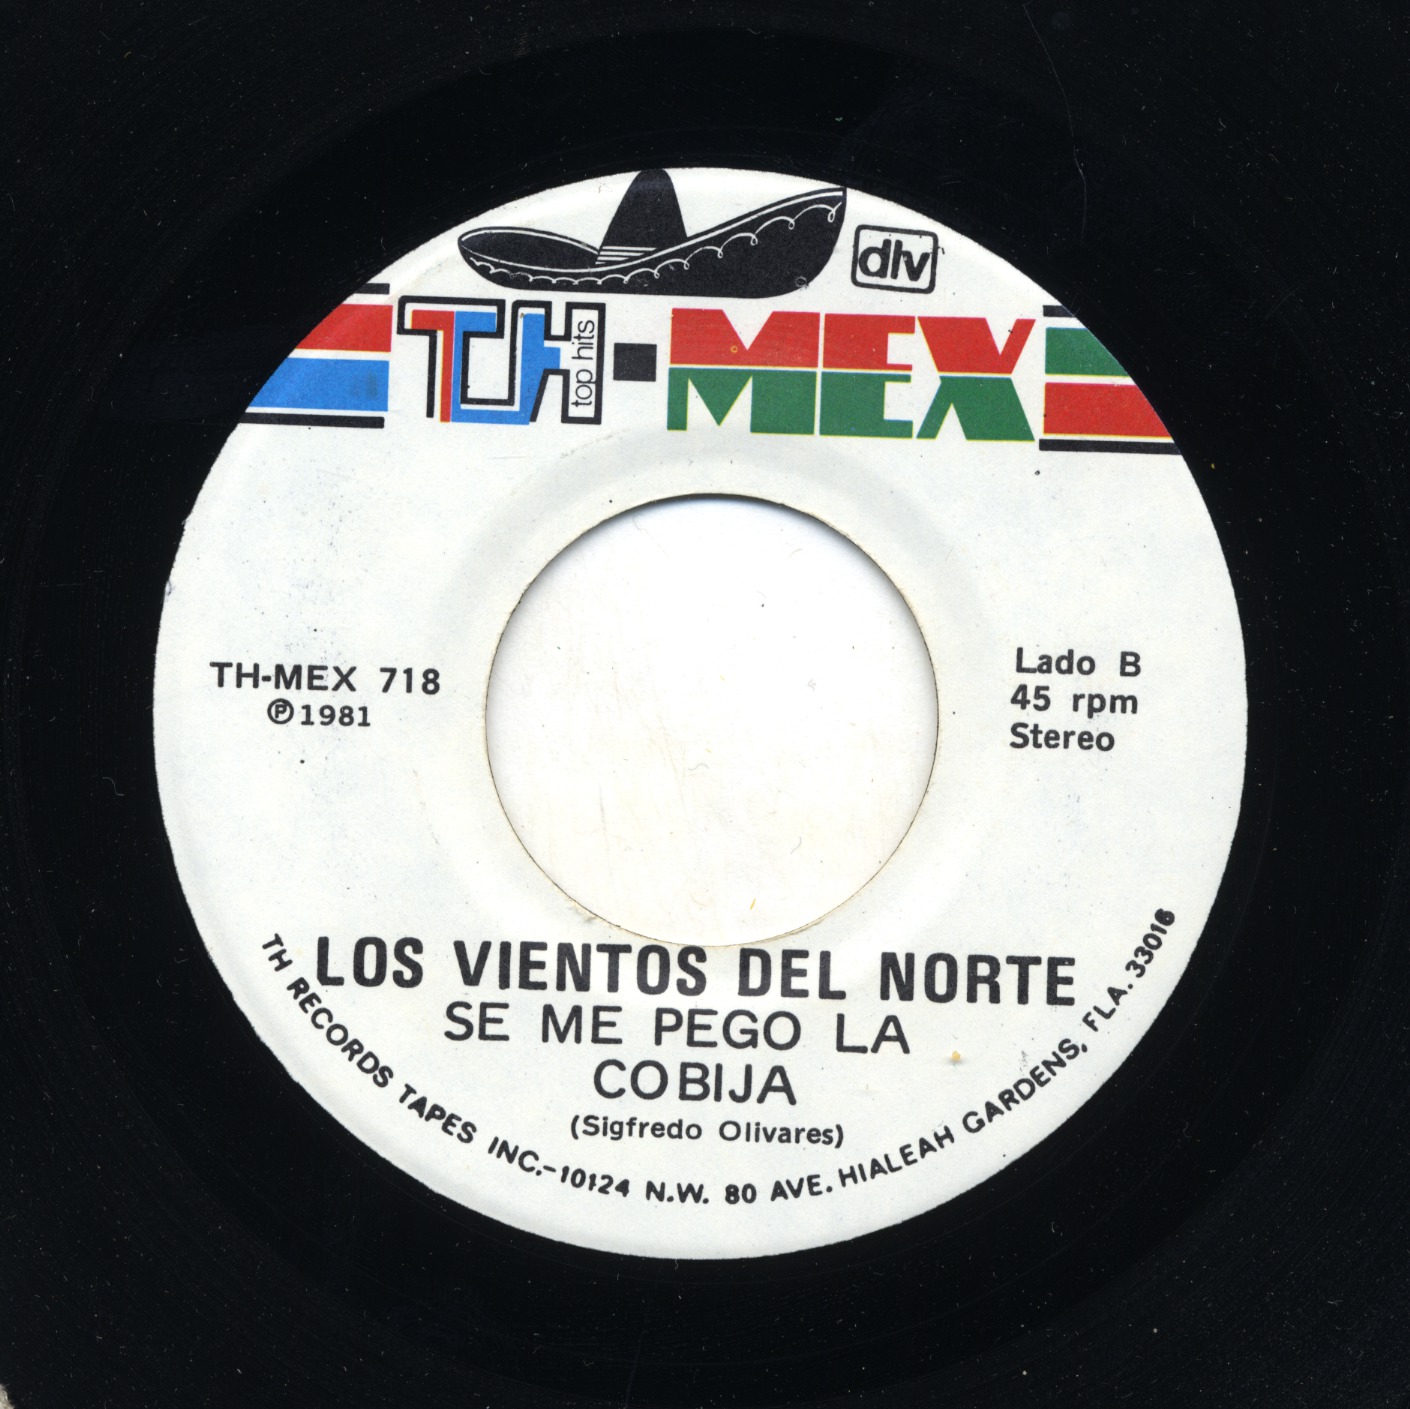 dlv
TH top hits - MEX
TH-MEX 718
℗1981
Lado B
45 rpm
Stereo
LOS VIENTOS DEL NORTE
SE ME PEGO LA
COBIJA
(Sigfredo Olivares)
TH RECORDS TAPES INC.-10124 N.W. 80 AVE. HIALEAH GARDENS, FLA. 33016